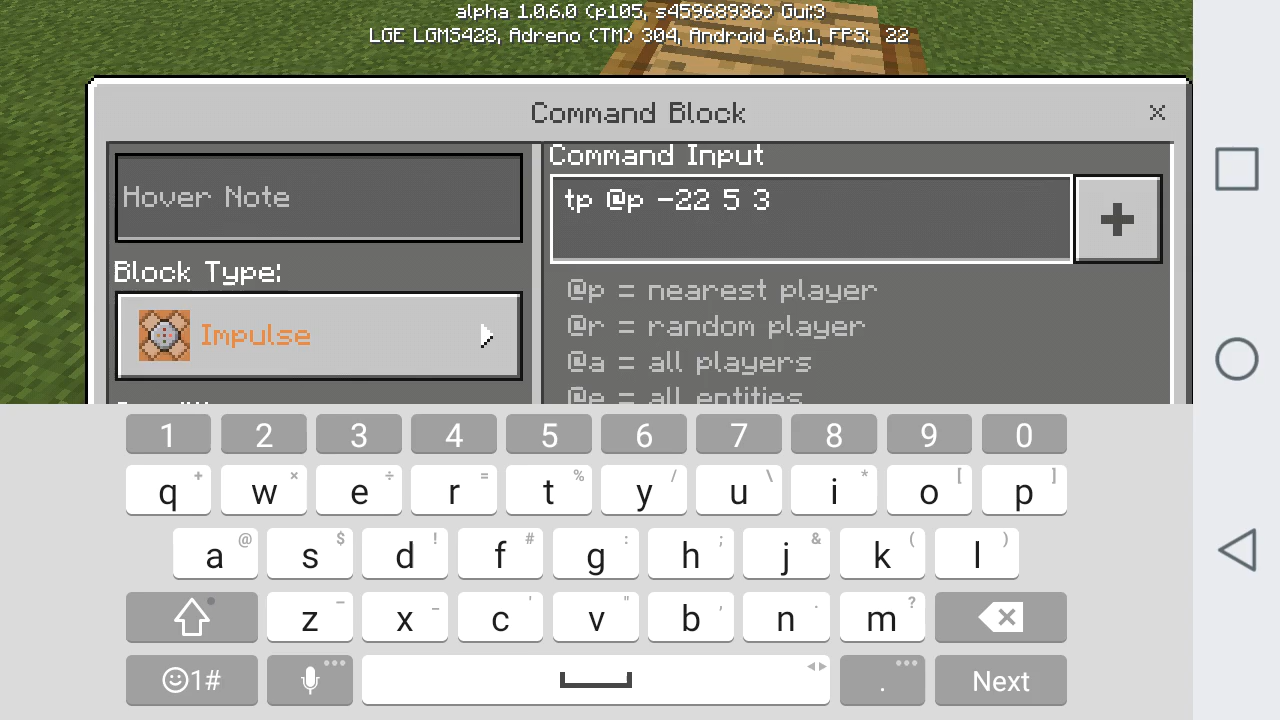 alpha 1.0.6.0 (p105, s45968936) Gui:3
LGE LGMS428, Adreno (TM) 304, Android 6.0.1, FPS: 22
Command Block
Hover Note
Block Type:
Impulse
Command Input
tp @p -22 5 3
@p = nearest player
@r = random player
@a = all players
@e = all entities
1 2 3 4 5 6 7 8 9 0
q + w × e ÷ r = t % y / u \ i * o [ p ]
a @ s $ d ! f # g : h ; j & k ( l )
z – x - c ' v " b , n . m ?
1# . Next